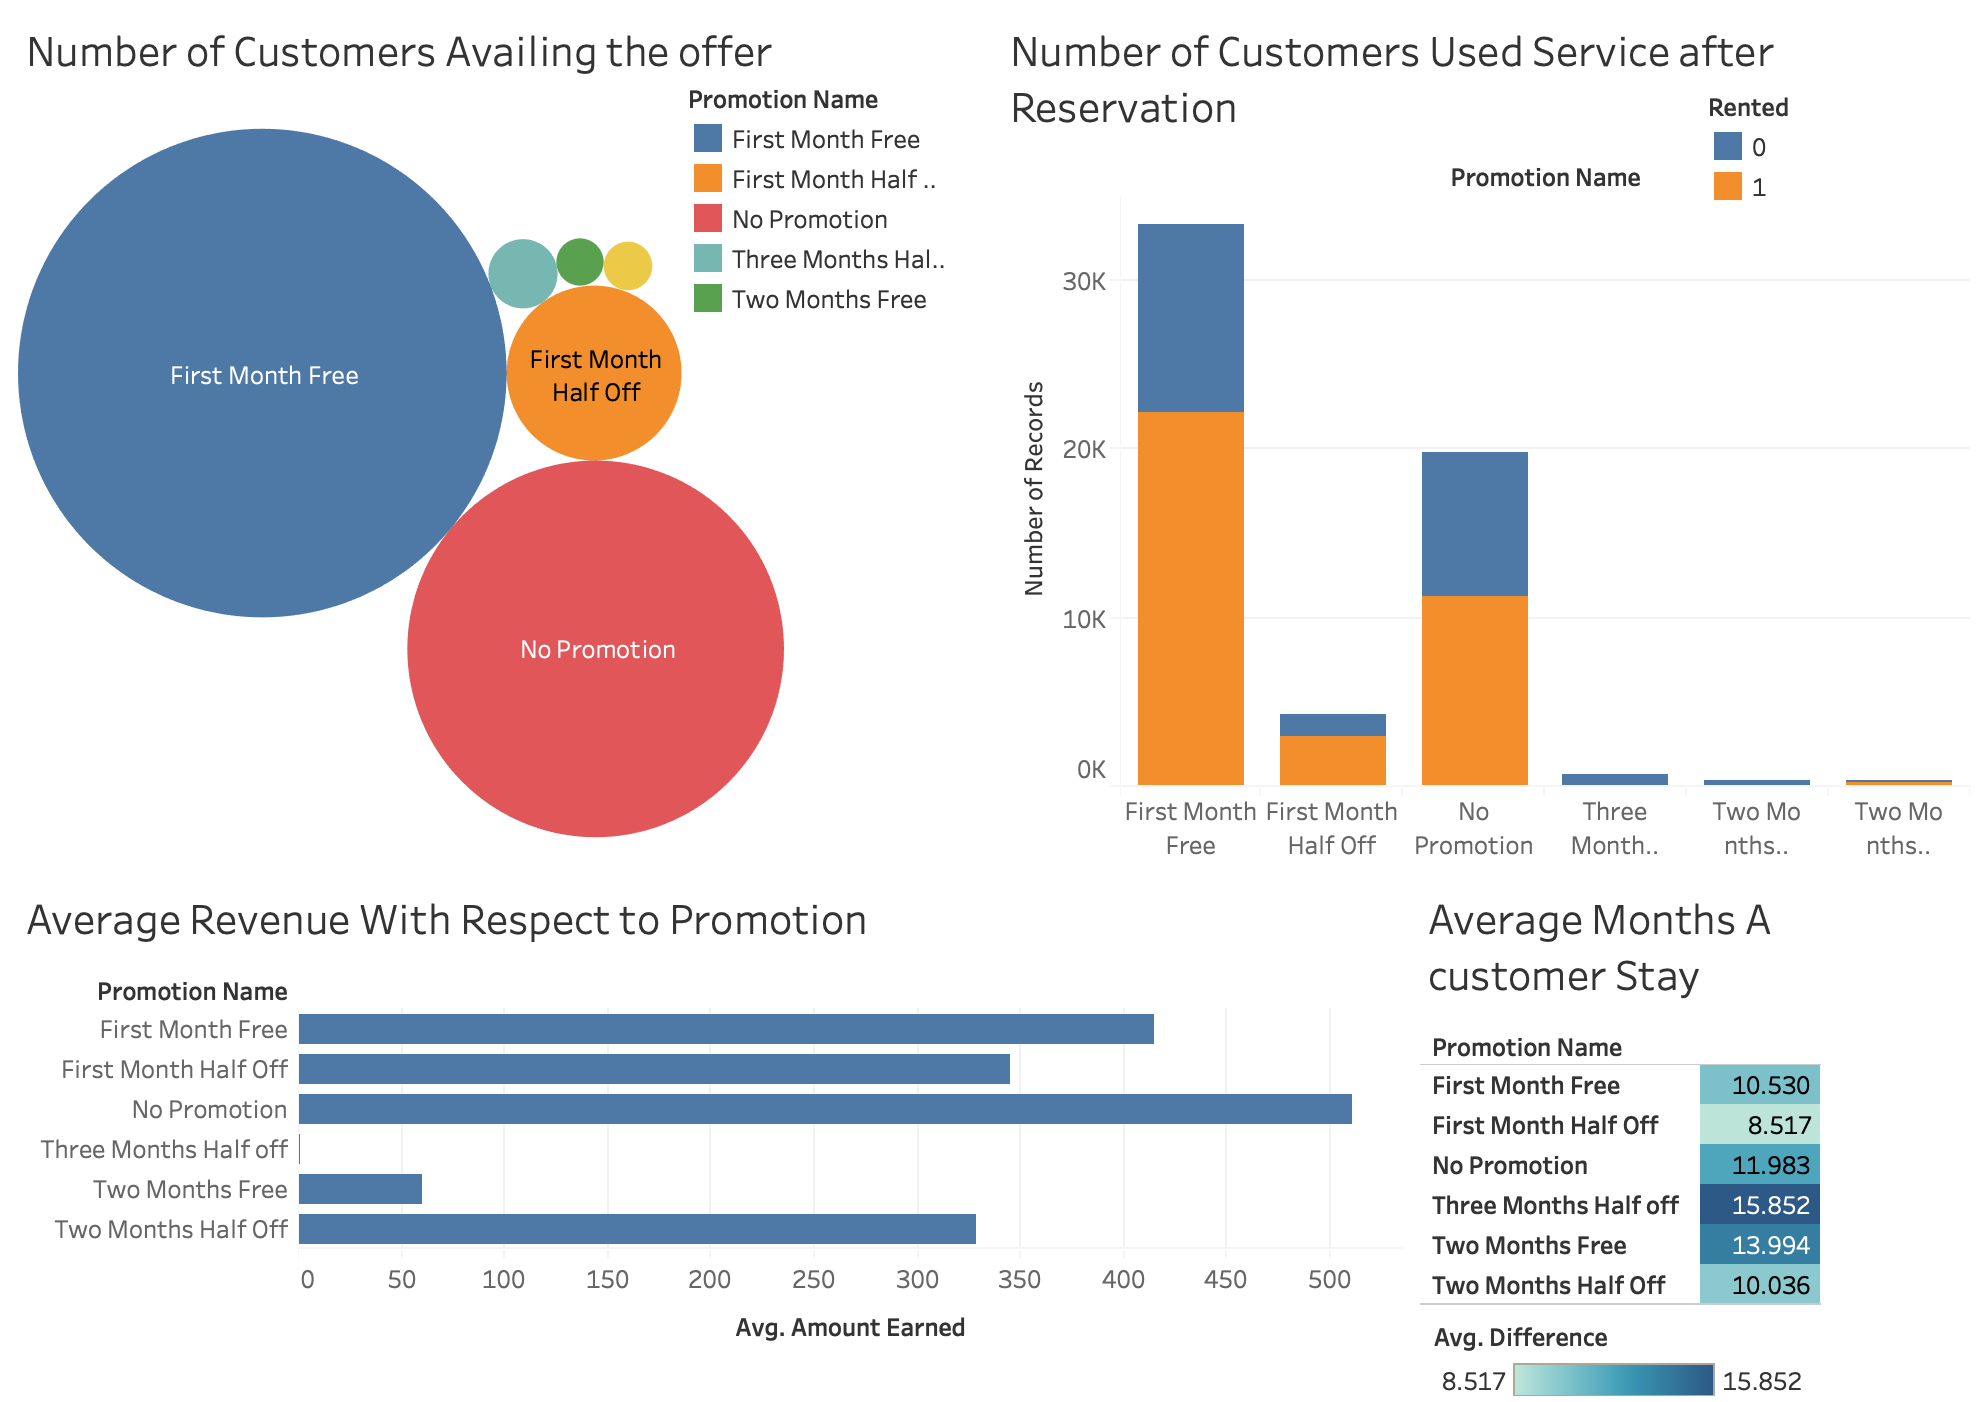 Number of Customers Availing the offer
Promotion Name
First Month Free
First Month Half ..
No Promotion
Three Months Hal..
Two Months Free
First Month Free
First Month
Half Off
No Promotion
Number of Customers Used Service after
Reservation
Rented
0
1
Promotion Name
Number of Records
30K
20K
10K
0K
First Month
Free
First Month
Half Off
No
Promotion
Three
Month..
Two Mo
nths..
Two Mo
nths..
Average Revenue With Respect to Promotion
Promotion Name
First Month Free
First Month Half Off
No Promotion
Three Months Half off
Two Months Free
Two Months Half Off
0 50 100 150 200 250 300 350 400 450 500
Avg. Amount Earned
Average Months A
customer Stay
Promotion Name
First Month Free 10.530
First Month Half Off 8.517
No Promotion 11.983
Three Months Half off 15.852
Two Months Free 13.994
Two Months Half Off 10.036
Avg. Difference
8.517 15.852